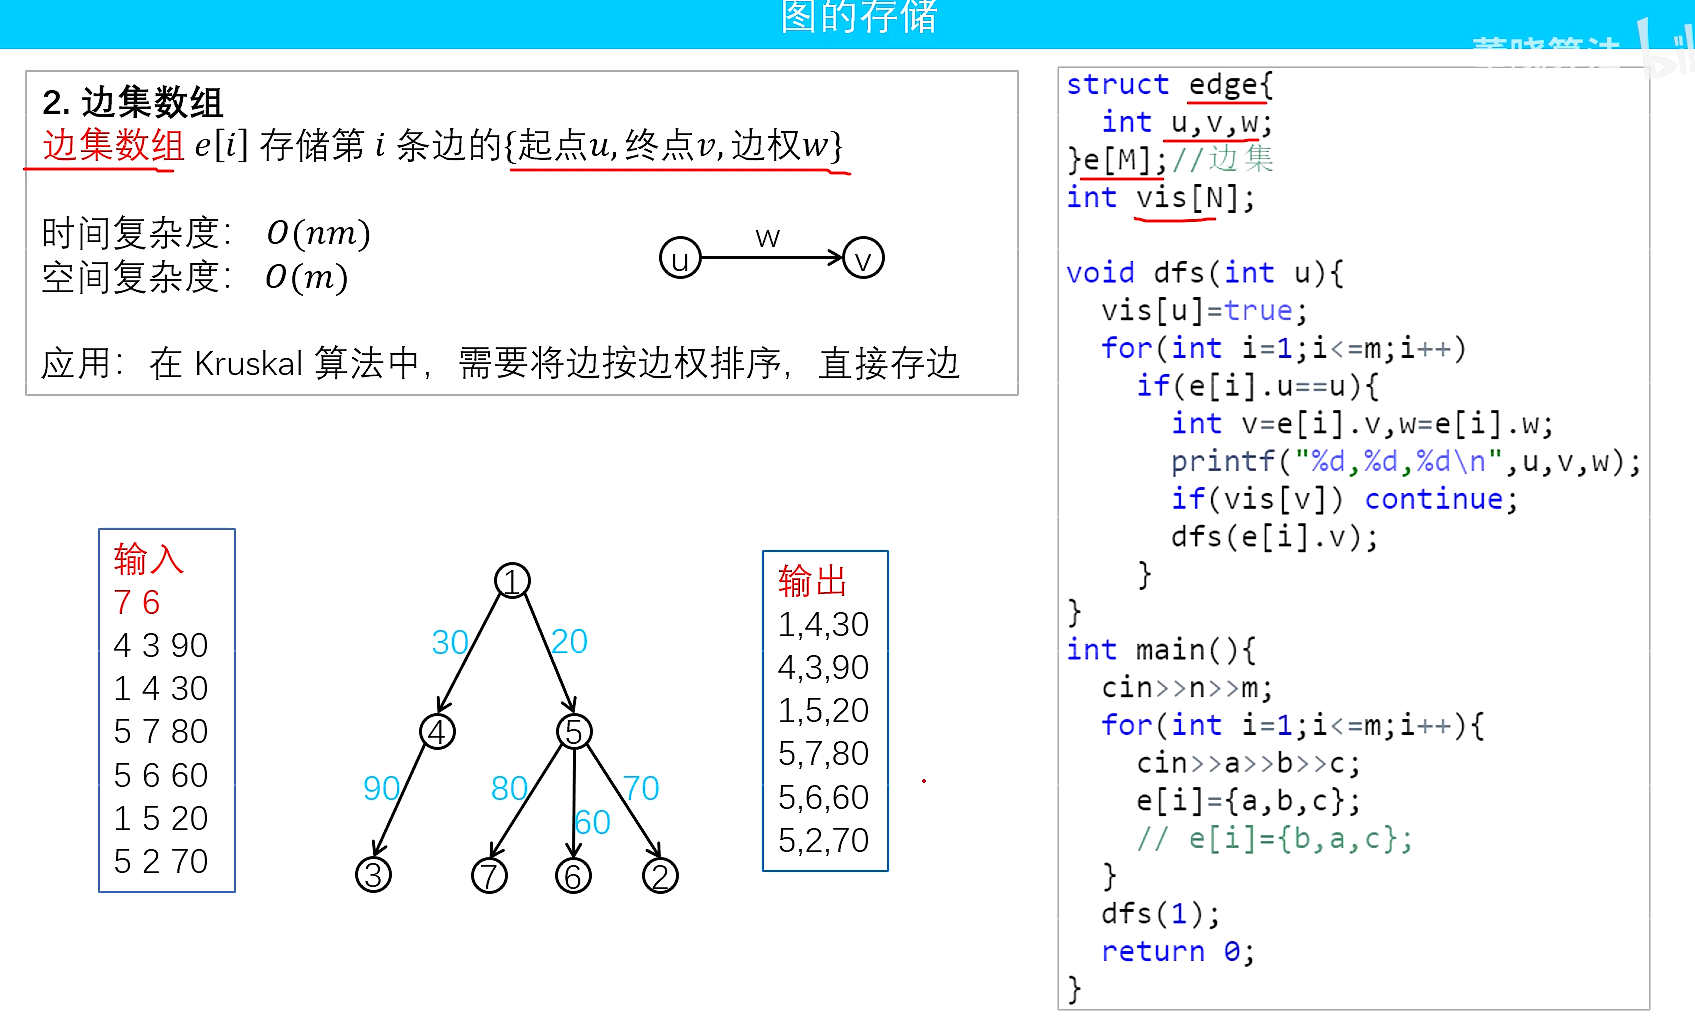 图的存储
2. 边集数组
边集数组 e[i] 存储第 i 条边的{起点u, 终点v, 边权w}
时间复杂度： O(nm)
空间复杂度： O(m)
w
u
v
应用：在 Kruskal 算法中，需要将边按边权排序，直接存边
输入
7 6
4 3 90
1 4 30
5 7 80
5 6 60
1 5 20
5 2 70
1
30
20
4
5
90
80
60
70
3
7
6
2
输出
1,4,30
4,3,90
1,5,20
5,7,80
5,6,60
5,2,70
struct edge{
  int u,v,w;
}e[M];//边集
int vis[N];
void dfs(int u){
  vis[u]=true;
  for(int i=1;i<=m;i++)
    if(e[i].u==u){
      int v=e[i].v,w=e[i].w;
      printf("%d,%d,%d\n",u,v,w);
      if(vis[v]) continue;
      dfs(e[i].v);
    }
}
int main(){
  cin>>n>>m;
  for(int i=1;i<=m;i++){
    cin>>a>>b>>c;
    e[i]={a,b,c};
    // e[i]={b,a,c};
  }
  dfs(1);
  return 0;
}